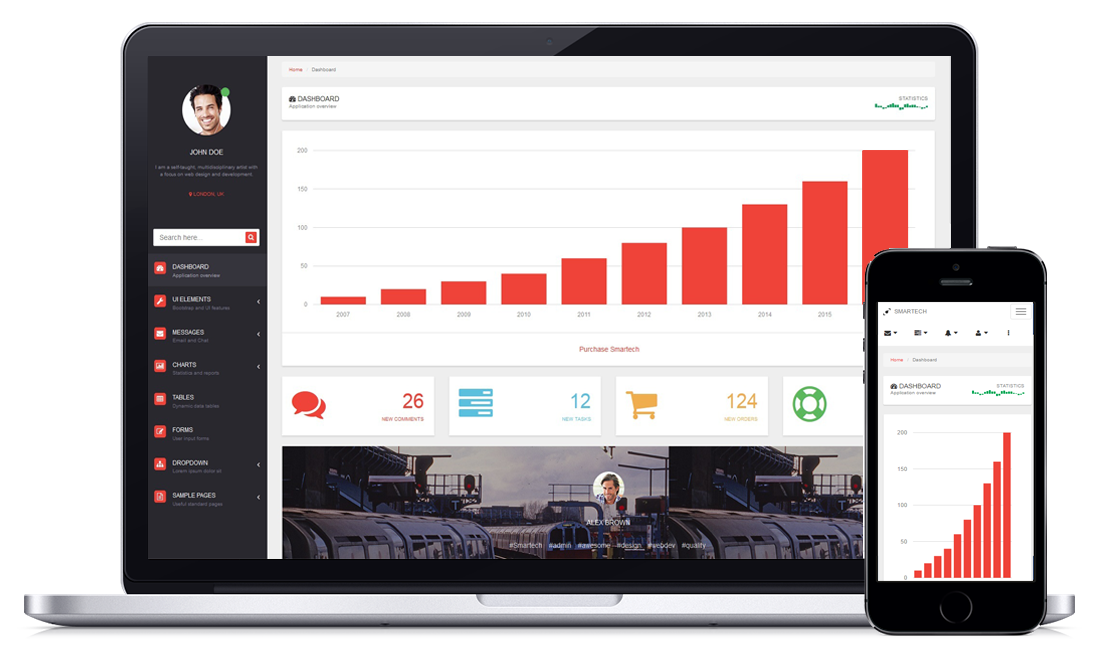 JOHN DOE
I am a self-taught, multidisciplinary artist with
a focus on web design and development.
LONDON, UK
Search here...
DASHBOARD
Application overview
UI ELEMENTS
Bootstrap and UI features
MESSAGES
Email and Chat
CHARTS
Statistics and reports
TABLES
Dynamic data tables
FORMS
User input forms
DROPDOWN
Lorem ipsum dolor sit
SAMPLE PAGES
Useful standard pages
Home / Dashboard
DASHBOARD
Application overview
STATISTICS
200
150
100
50
0
2007 2008 2009 2010 2011 2012 2013 2014 2015
Purchase Smartech
26
NEW COMMENTS
12
NEW TASKS
124
NEW ORDERS
ALEX BROWN
#Smartech #admin #awesome #design #webdev #quality
SMARTECH
Home / Dashboard
DASHBOARD
Application overview
STATISTICS
200
150
100
50
0